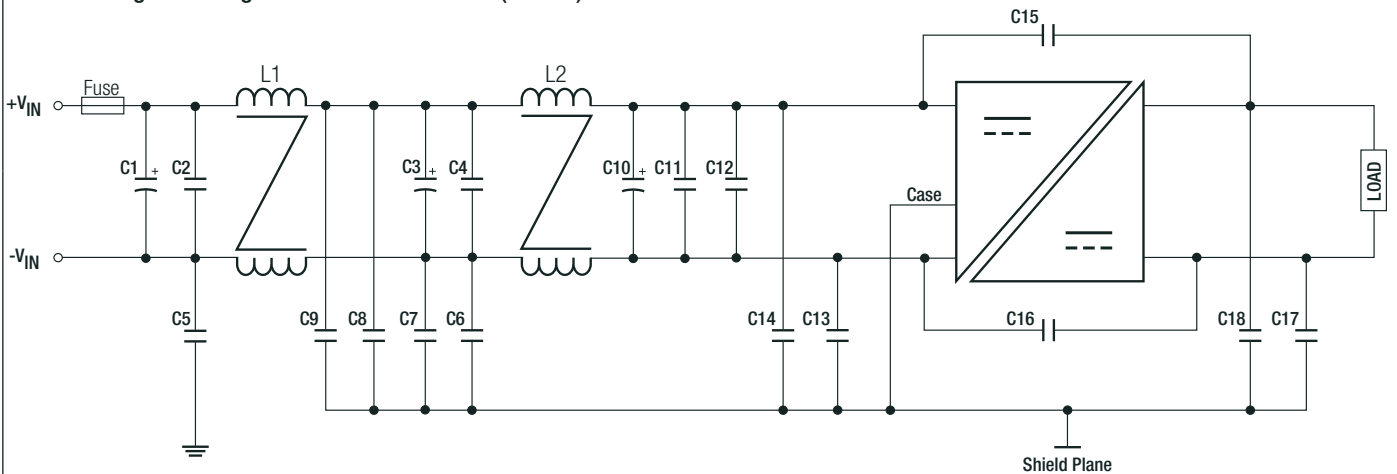 C15
Fuse
L1
L2
+VIN
C1 + C2
C3 + C4
C10 + C11 C12
Case
LOAD
-VIN
C5
C9 C8 C7 C6
C14 C13
C16
C18 C17
Shield Plane